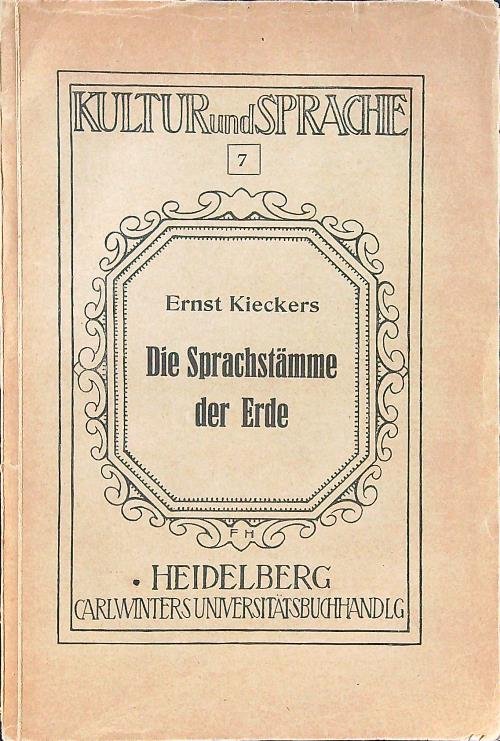 KULTUR und SPRACHE
7
Ernst Kieckers
Die Sprachstämme
der Erde
FH
HEIDELBERG
CARL WINTERS UNIVERSITÄTSBUCHHANDLG